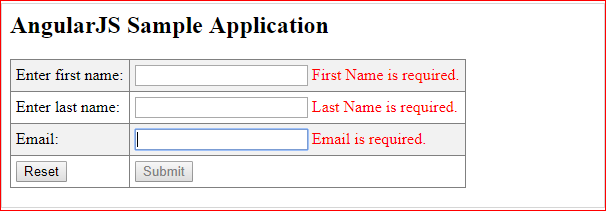 AngularJS Sample Application
Enter first name: First Name is required.
Enter last name: Last Name is required.
Email: Email is required.
Reset Submit